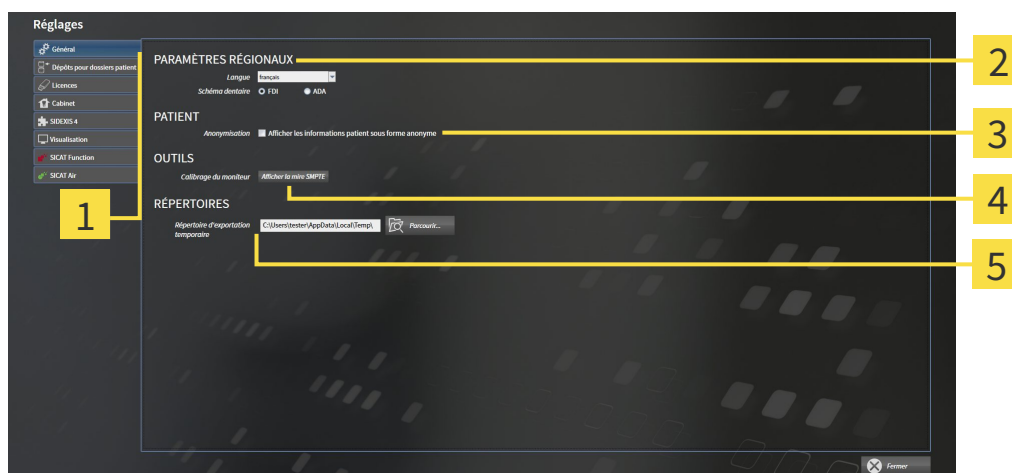 Réglages
Général
Dépôts pour dossiers patient
Licences
Cabinet
SIDEXIS 4
Visualisation
SICAT Function
SICAT Air
1
PARAMÈTRES RÉGIONAUX
Langue français
Schéma dentaire FDI ADA
PATIENT
Anonymisation Afficher les informations patient sous forme anonyme
OUTILS
Calibrage du moniteur Afficher la mire SMPTE
RÉPERTOIRES
Répertoire d'exportation temporaire C:\Users\tester\AppData\Local\Temp\ Parcourir...
2
3
4
5
Fermer